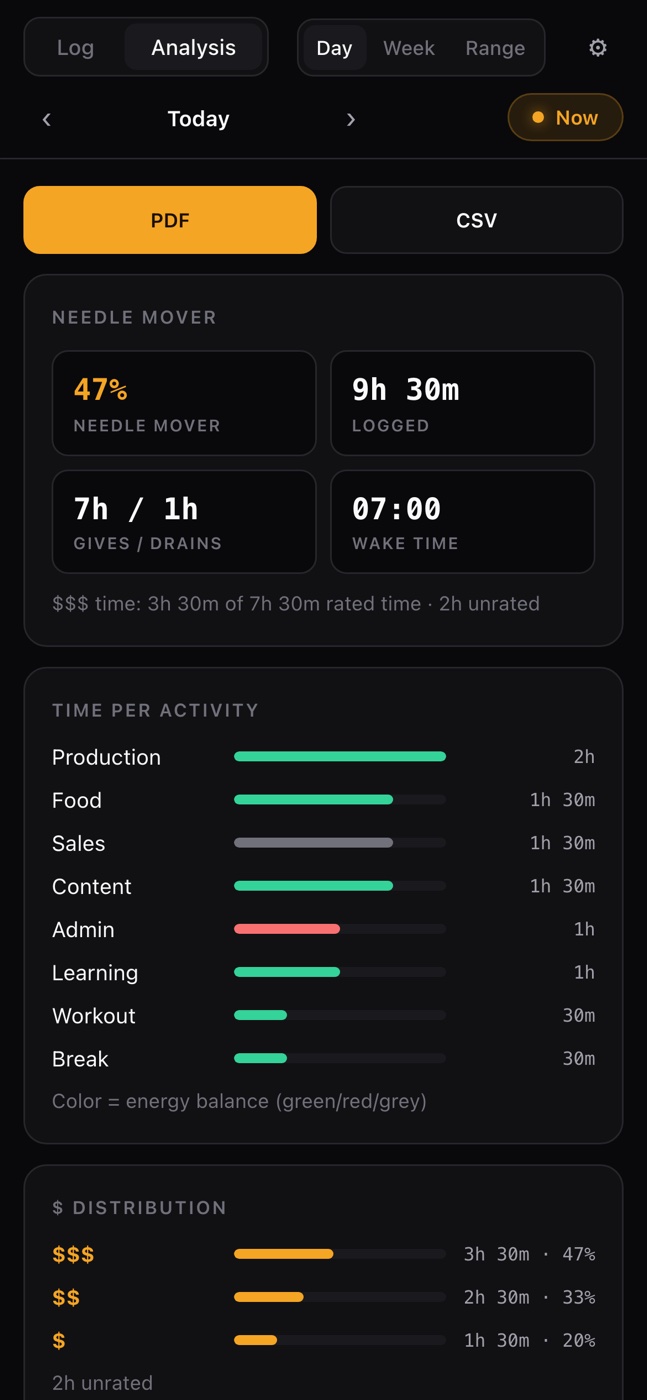 Log Analysis Day Week Range ⚙
‹ Today › Now
PDF CSV
NEEDLE MOVER
47% 9h 30m
NEEDLE MOVER LOGGED
7h / 1h 07:00
GIVES / DRAINS WAKE TIME
$$$ time: 3h 30m of 7h 30m rated time · 2h unrated
TIME PER ACTIVITY
Production 2h
Food 1h 30m
Sales 1h 30m
Content 1h 30m
Admin 1h
Learning 1h
Workout 30m
Break 30m
Color = energy balance (green/red/grey)
$ DISTRIBUTION
$$$ 3h 30m · 47%
$$ 2h 30m · 33%
$ 1h 30m · 20%
2h unrated